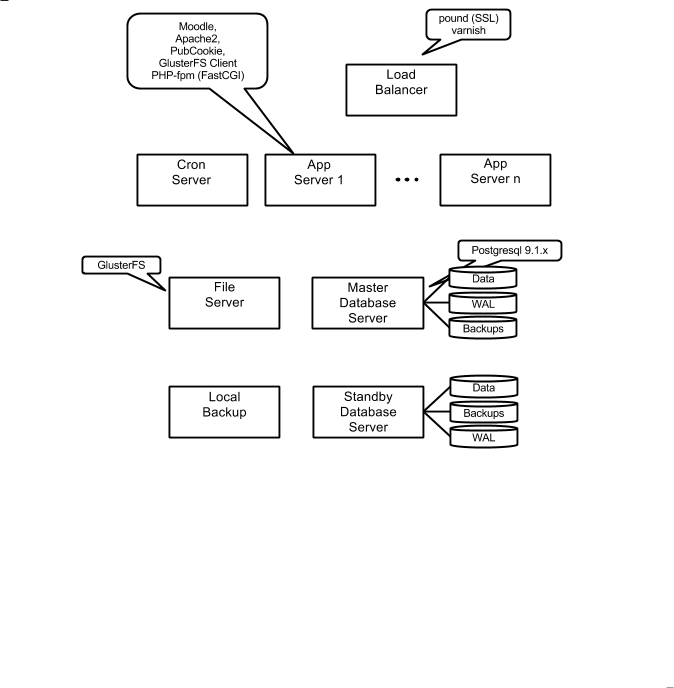 Moodle,
Apache2,
PubCookie,
GlusterFS Client
PHP-fpm (FastCGI)
pound (SSL)
varnish
Load
Balancer
Cron
Server
App
Server 1
App
Server n
GlusterFS
File
Server
Master
Database
Server
Postgresql 9.1.x
Data
WAL
Backups
Local
Backup
Standby
Database
Server
Data
Backups
WAL